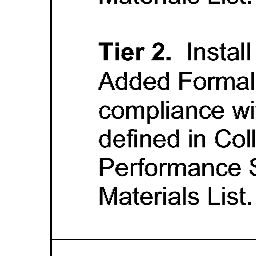 Materials List.
Tier 2. Install
Added Formal
compliance wi
defined in Coll
Performance S
Materials List.